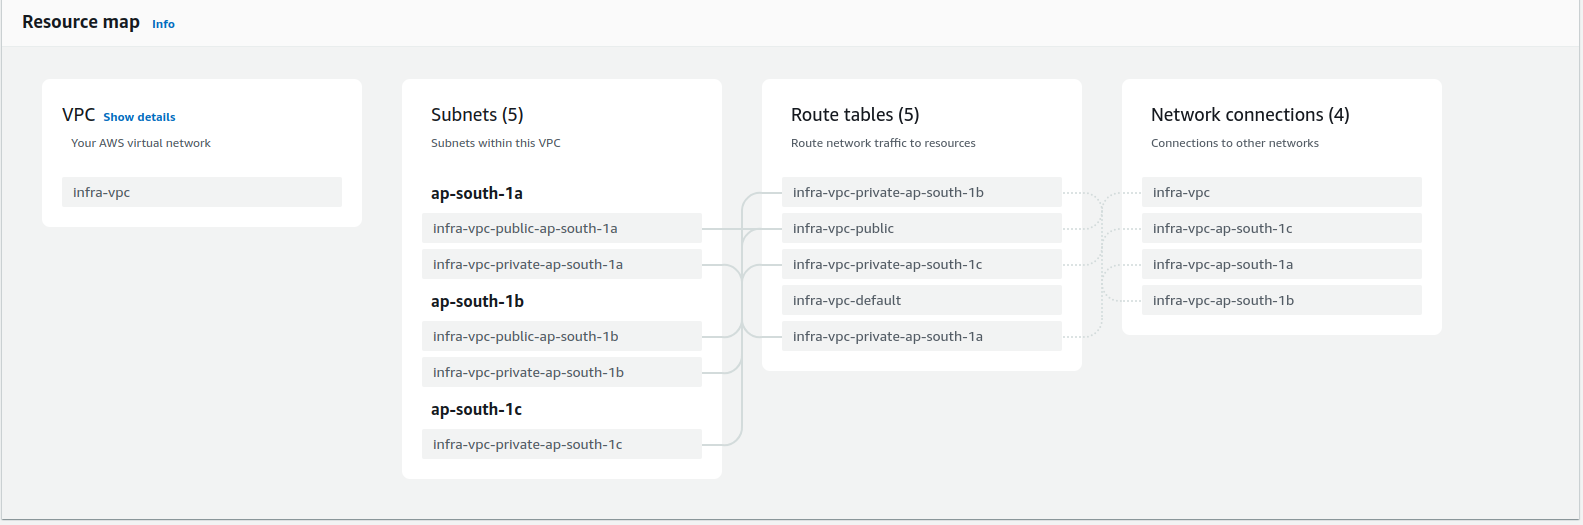 Resource map Info
VPC Show details
Your AWS virtual network
infra-vpc
Subnets (5)
Subnets within this VPC
ap-south-1a
infra-vpc-public-ap-south-1a
infra-vpc-private-ap-south-1a
ap-south-1b
infra-vpc-public-ap-south-1b
infra-vpc-private-ap-south-1b
ap-south-1c
infra-vpc-private-ap-south-1c
Route tables (5)
Route network traffic to resources
infra-vpc-private-ap-south-1b
infra-vpc-public
infra-vpc-private-ap-south-1c
infra-vpc-default
infra-vpc-private-ap-south-1a
Network connections (4)
Connections to other networks
infra-vpc
infra-vpc-ap-south-1c
infra-vpc-ap-south-1a
infra-vpc-ap-south-1b